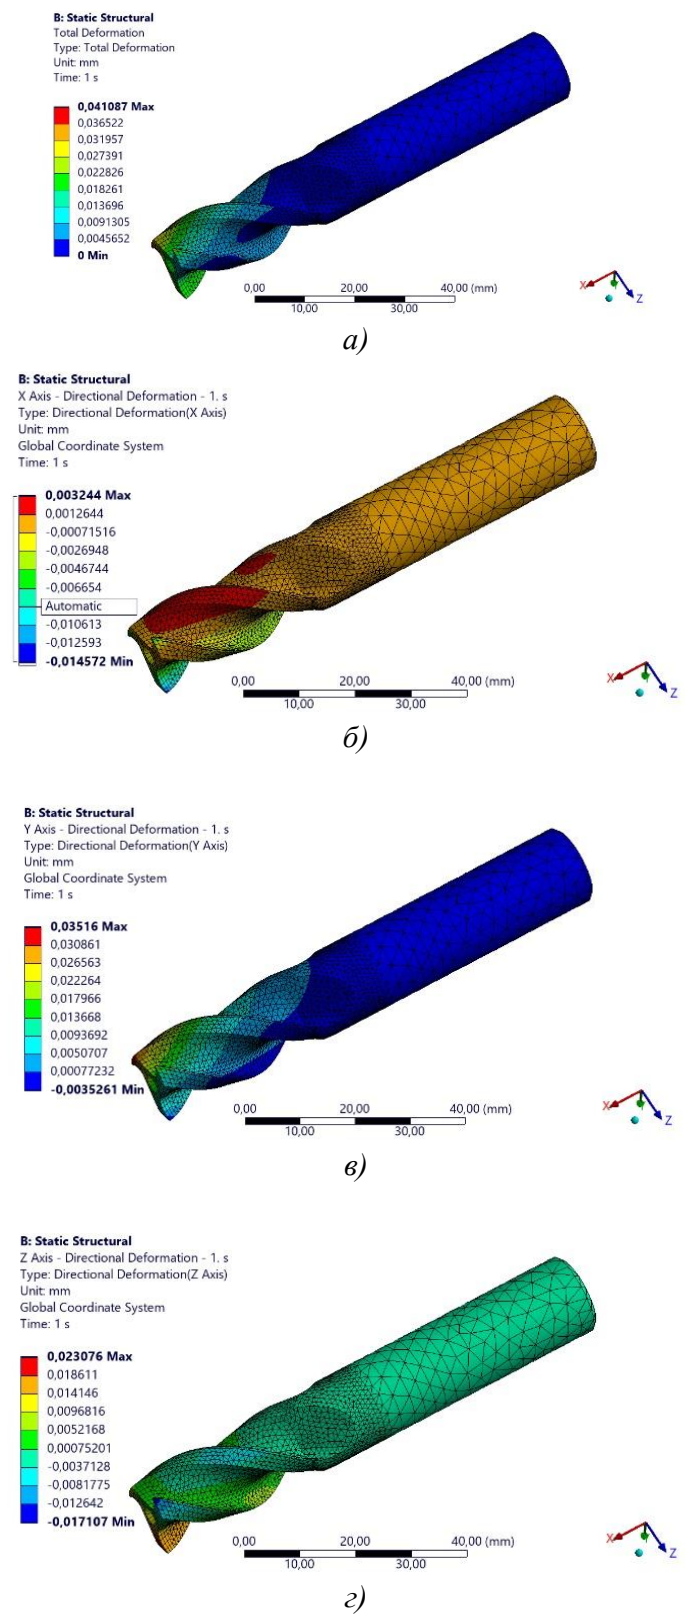 B: Static Structural
Total Deformation
Type: Total Deformation
Unit: mm
Time: 1 s
0,041087 Max
0,036522
0,031957
0,027391
0,022826
0,018261
0,013696
0,0091305
0,0045652
0 Min
0,00 20,00 40,00 (mm)
10,00 30,00
X Z
а)
B: Static Structural
X Axis - Directional Deformation - 1. s
Type: Directional Deformation(X Axis)
Unit: mm
Global Coordinate System
Time: 1 s
0,003244 Max
0,0012644
-0,00071516
-0,0026948
-0,0046744
-0,006654
Automatic
-0,010613
-0,012593
-0,014572 Min
0,00 20,00 40,00 (mm)
10,00 30,00
X Z
б)
B: Static Structural
Y Axis - Directional Deformation - 1. s
Type: Directional Deformation(Y Axis)
Unit: mm
Global Coordinate System
Time: 1 s
0,03516 Max
0,030861
0,026563
0,022264
0,017966
0,013668
0,0093692
0,0050707
0,00077232
-0,0035261 Min
0,00 20,00 40,00 (mm)
10,00 30,00
X Z
в)
B: Static Structural
Z Axis - Directional Deformation - 1. s
Type: Directional Deformation(Z Axis)
Unit: mm
Global Coordinate System
Time: 1 s
0,023076 Max
0,018611
0,014146
0,0096816
0,0052168
0,00075201
-0,0037128
-0,0081775
-0,012642
-0,017107 Min
0,00 20,00 40,00 (mm)
10,00 30,00
X Z
г)